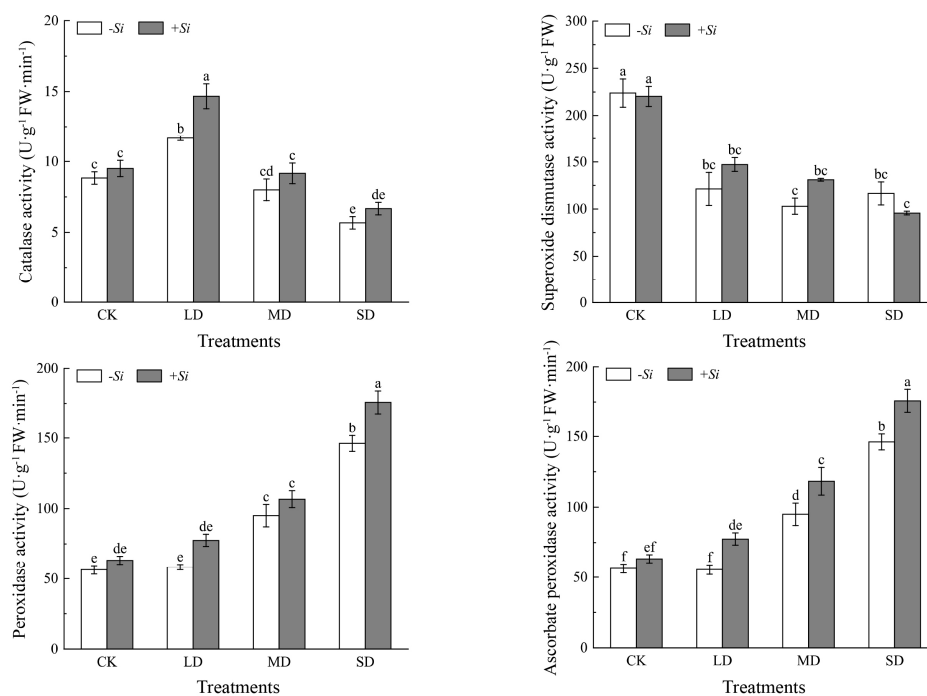 Catalase activity (U·g⁻¹ FW·min⁻¹)
20
15
10
5
0
-Si +Si
c c b a cd c e de
CK LD MD SD
Treatments
Superoxide dismutase activity (U·g⁻¹ FW)
300
250
200
150
100
50
0
-Si +Si
a a bc bc c bc bc c
CK LD MD SD
Treatments
Peroxidase activity (U·g⁻¹ FW·min⁻¹)
200
150
100
50
0
-Si +Si
e de e de c c b a
CK LD MD SD
Treatments
Ascorbate peroxidase activity (U·g⁻¹ FW·min⁻¹)
200
150
100
50
0
-Si +Si
f ef f de d c b a
CK LD MD SD
Treatments